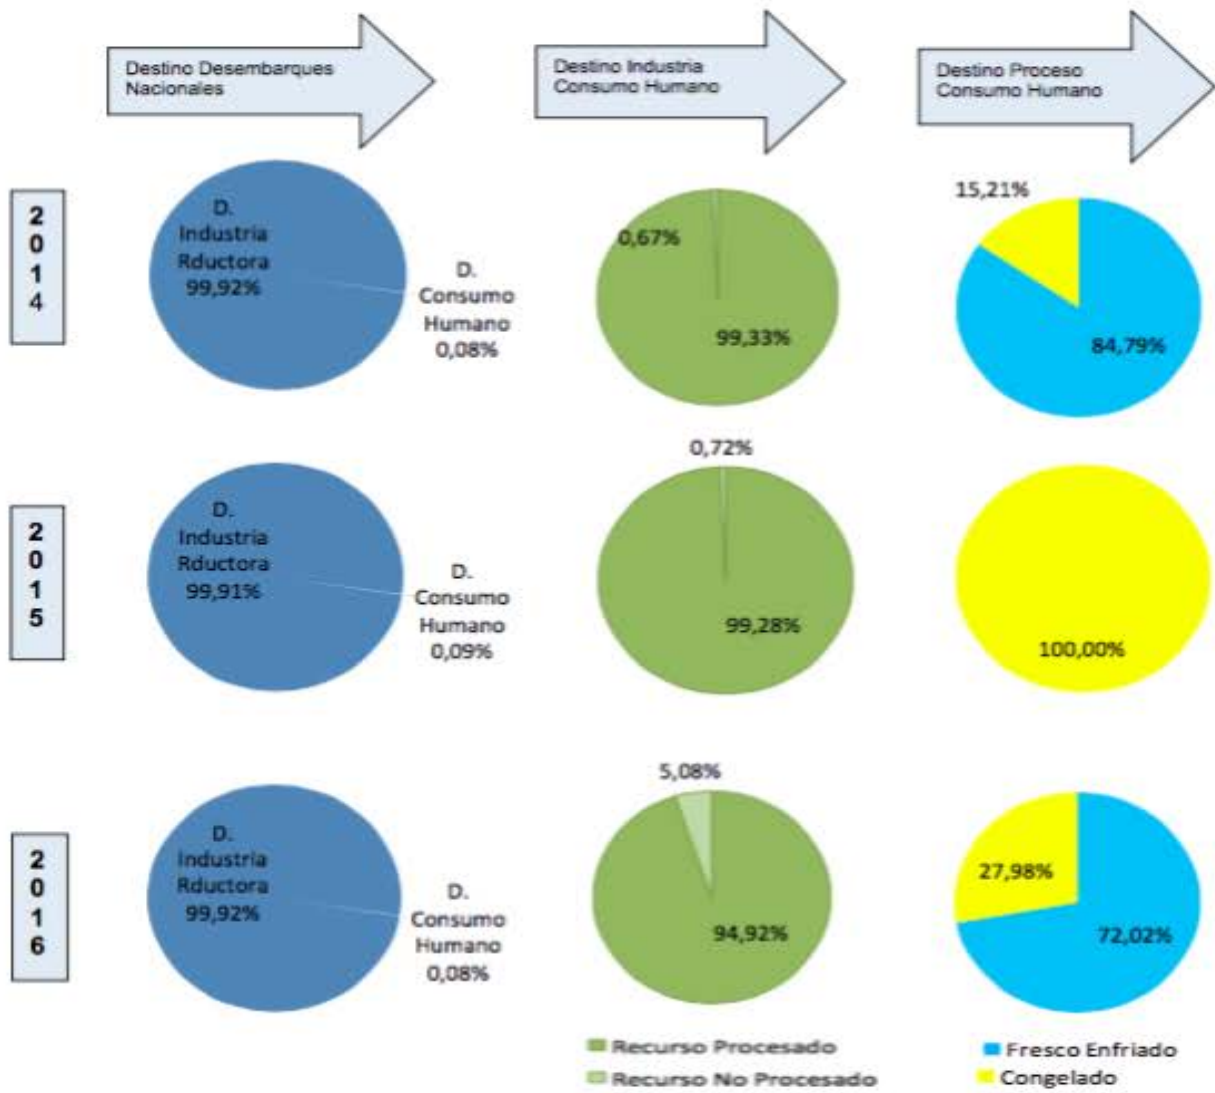 Destino Desembarques
Nacionales
Destino Industria
Consumo Humano
Destino Proceso
Consumo Humano
2
0
1
4
D.
Industria
Rductora
99,92%
D.
Consumo
Humano
0,08%
0,67%
99,33%
15,21%
84,79%
2
0
1
5
D.
Industria
Rductora
99,91%
D.
Consumo
Humano
0,09%
0,72%
99,28%
100,00%
2
0
1
6
D.
Industria
Rductora
99,92%
D.
Consumo
Humano
0,08%
5,08%
94,92%
27,98%
72,02%
Recurso Procesado
Recurso No Procesado
Fresco Enfriado
Congelado